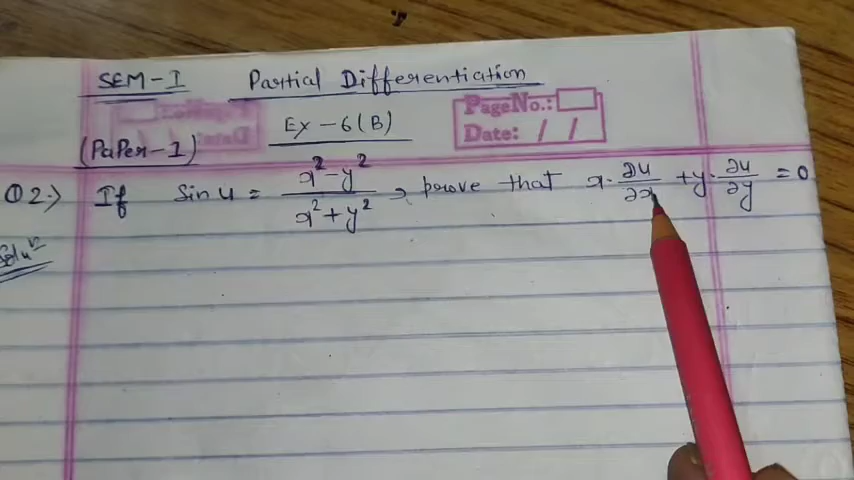 SEM-I Partial Differentiation
PageNo.:
Date: / /
(PaPer-1) Ex-6(B)
Q2.> If Sin u = x²-y² / x²+y² , prove that x·∂u/∂x + y·∂u/∂y = 0
Solⁿ